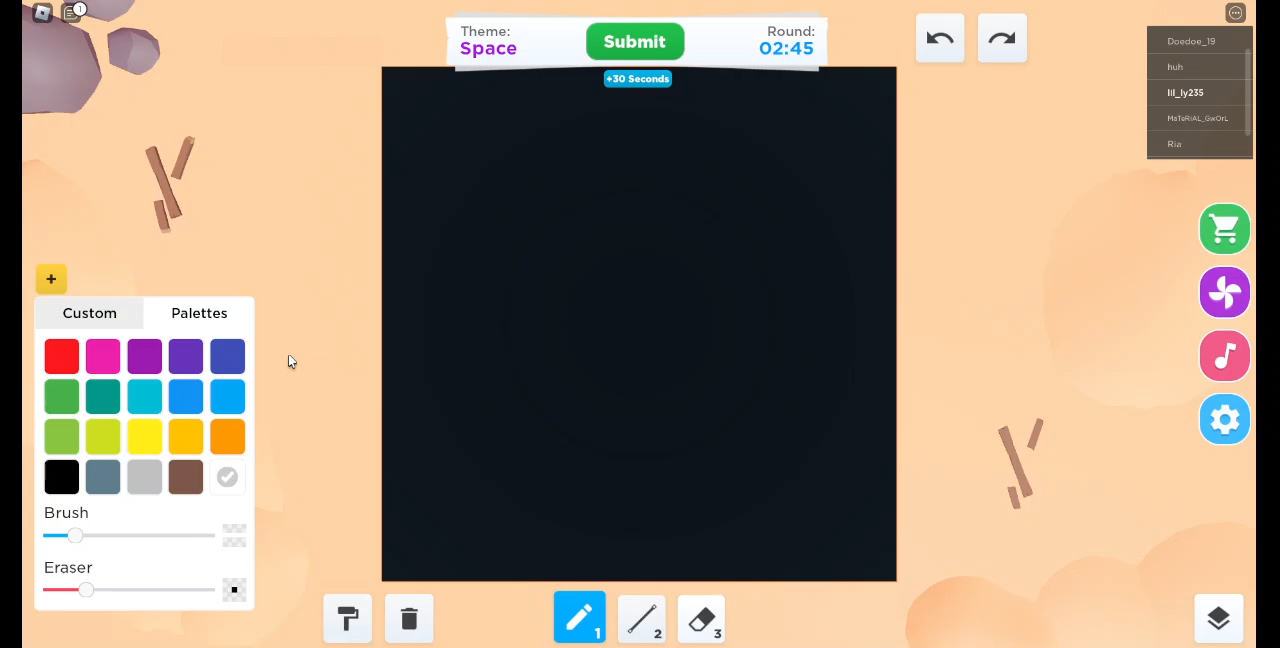 1
Theme:
Space
Submit
Round:
02:45
+30 Seconds
Doedoe_19
huh
lil_ly235
MaTeRiAL_GwOrL
Ria
+
Custom
Palettes
Brush
Eraser
1
2
3